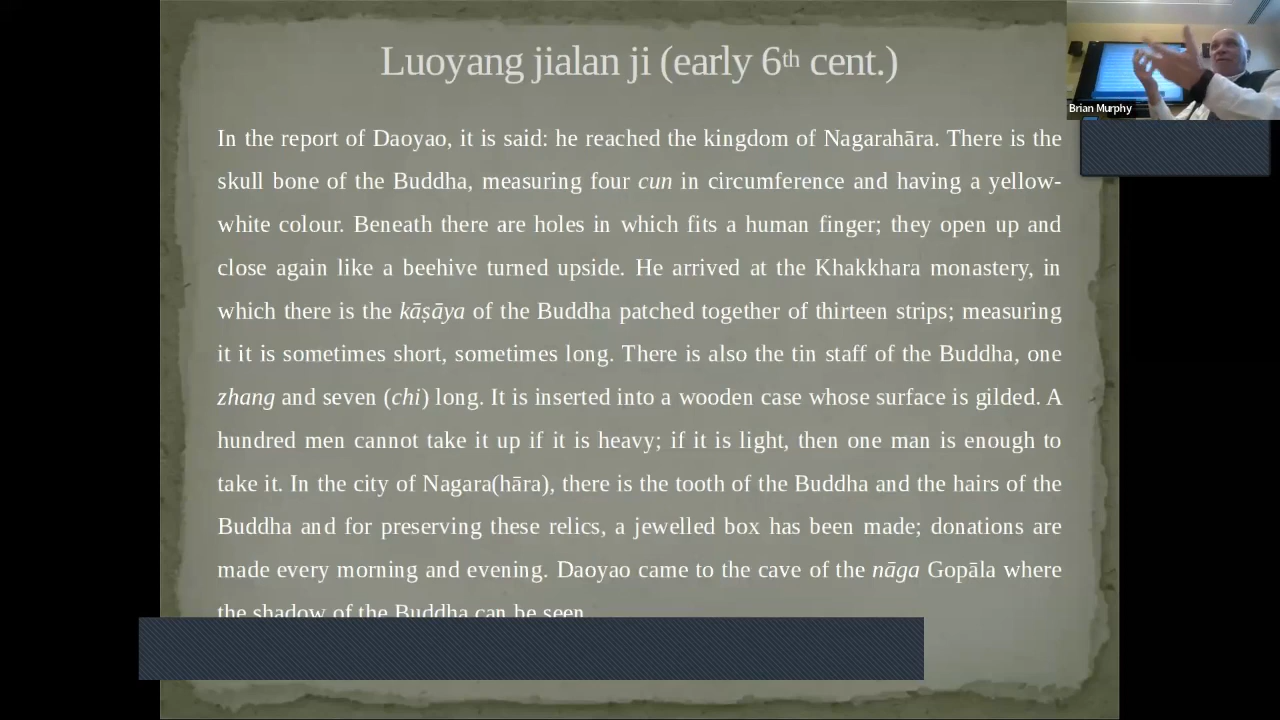 Luoyang jialan ji (early 6th cent.)
Brian Murphy
In the report of Daoyao, it is said: he reached the kingdom of Nagarahāra. There is the
skull bone of the Buddha, measuring four cun in circumference and having a yellow-
white colour. Beneath there are holes in which fits a human finger; they open up and
close again like a beehive turned upside. He arrived at the Khakkhara monastery, in
which there is the kāṣāya of the Buddha patched together of thirteen strips; measuring
it it is sometimes short, sometimes long. There is also the tin staff of the Buddha, one
zhang and seven (chi) long. It is inserted into a wooden case whose surface is gilded. A
hundred men cannot take it up if it is heavy; if it is light, then one man is enough to
take it. In the city of Nagara(hāra), there is the tooth of the Buddha and the hairs of the
Buddha and for preserving these relics, a jewelled box has been made; donations are
made every morning and evening. Daoyao came to the cave of the nāga Gopāla where
the shadow of the Buddha can be seen.